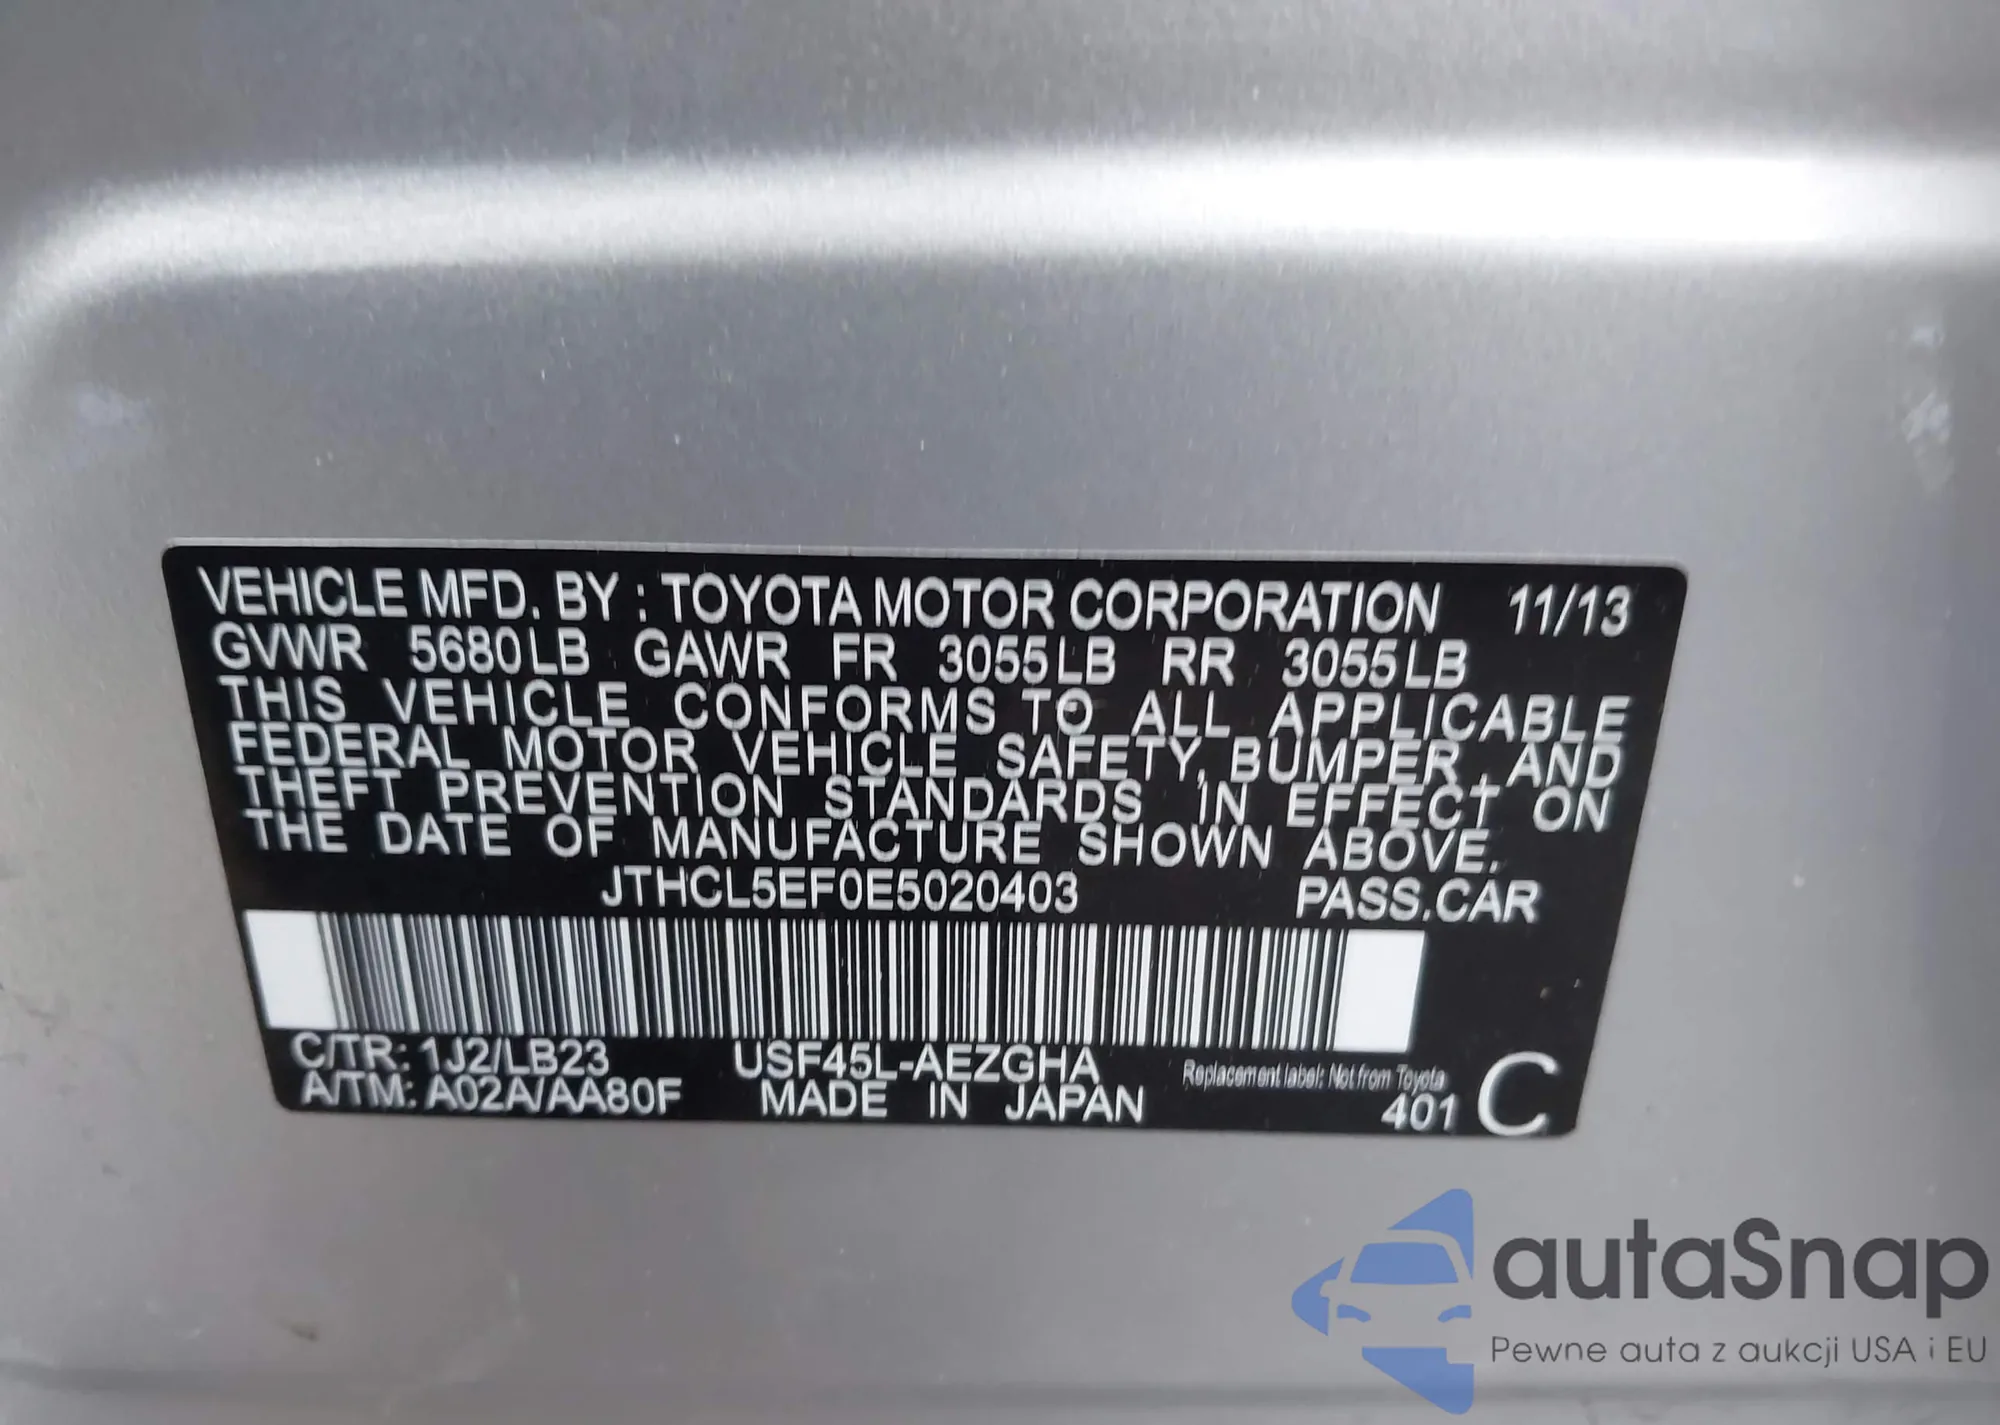 VEHICLE MFD. BY : TOYOTA MOTOR CORPORATION 11/13
GVWR 5680LB GAWR FR 3055LB RR 3055LB
THIS VEHICLE CONFORMS TO ALL APPLICABLE
FEDERAL MOTOR VEHICLE SAFETY, BUMPER, AND
THEFT PREVENTION STANDARDS IN EFFECT ON
THE DATE OF MANUFACTURE SHOWN ABOVE.
JTHCL5EF0E5020403 PASS.CAR
C/TR: 1J2/LB23 USF45L-AEZGHA Replacement label; Not from Toyota
A/TM: A02A/AA80F MADE IN JAPAN 401 C
autaSnap
Pewne auta z aukcji USA i EU